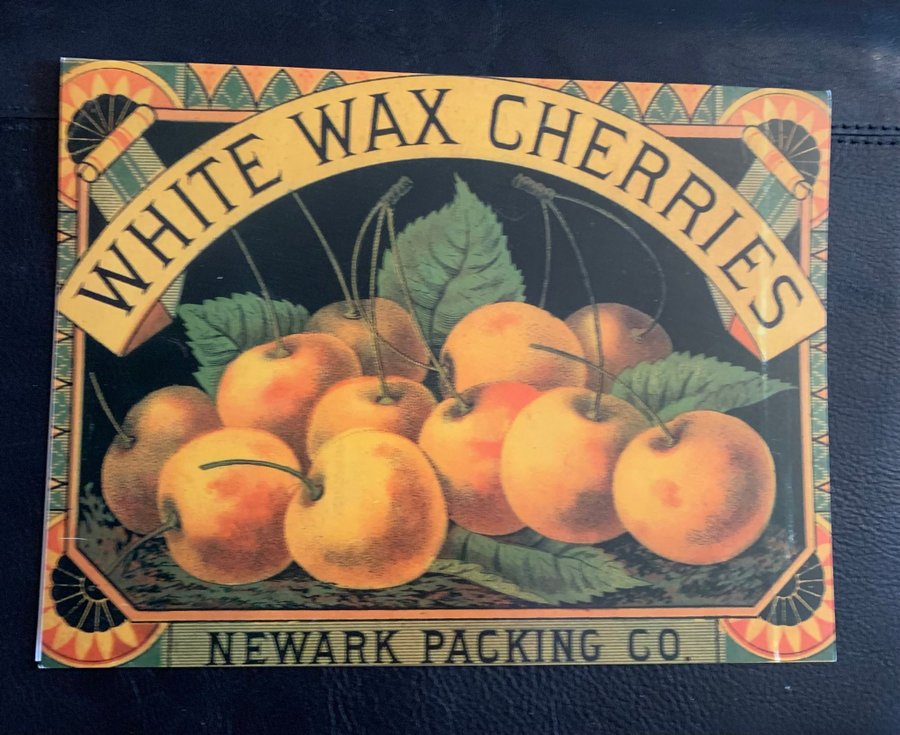 WHITE WAX CHERRIES
NEWARK PACKING CO.